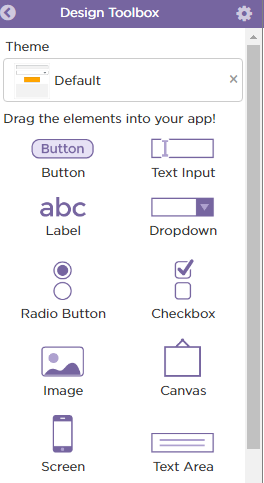 Design Toolbox
Theme
Default
Drag the elements into your app!
Button
Button Text Input
abc
Label Dropdown
Radio Button Checkbox
Image Canvas
Screen Text Area